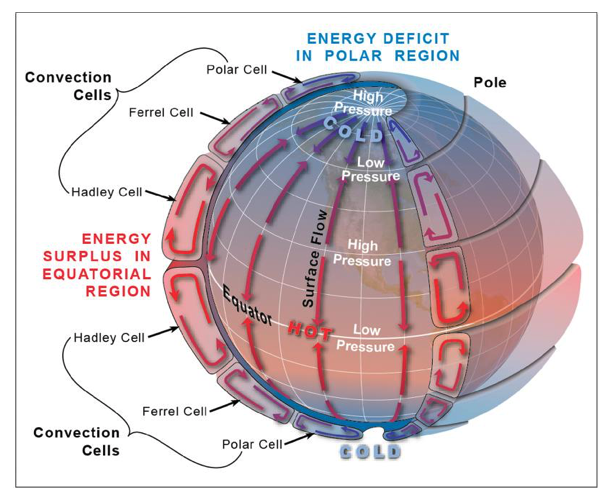 ENERGY DEFICIT
IN POLAR REGION
Convection
Cells
Polar Cell
Ferrel Cell
Hadley Cell
Pole
High
Pressure
COLD
Low
Pressure
ENERGY
SURPLUS IN
EQUATORIAL
REGION
High
Pressure
Surface Flow
Equator
HOT
Low
Pressure
Hadley Cell
Ferrel Cell
Convection
Cells
Polar Cell
COLD